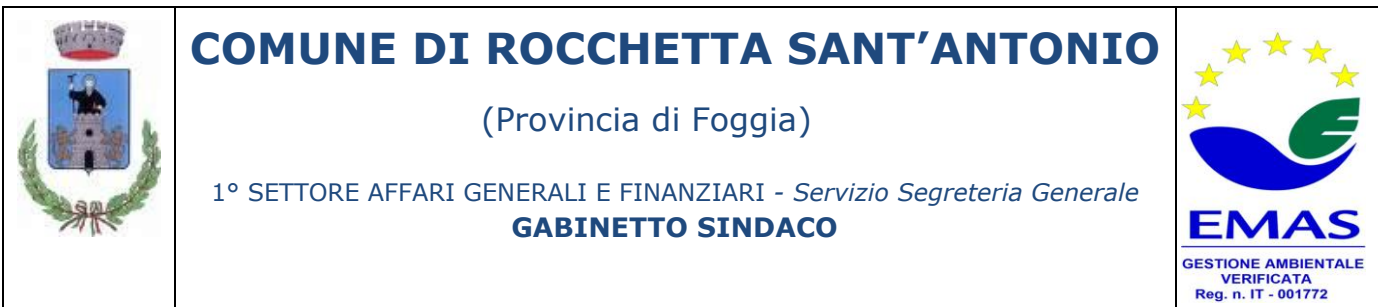 COMUNE DI ROCCHETTA SANT’ANTONIO
(Provincia di Foggia)
1° SETTORE AFFARI GENERALI E FINANZIARI - Servizio Segreteria Generale
GABINETTO SINDACO
EMAS
GESTIONE AMBIENTALE
VERIFICATA
Reg. n. IT - 001772